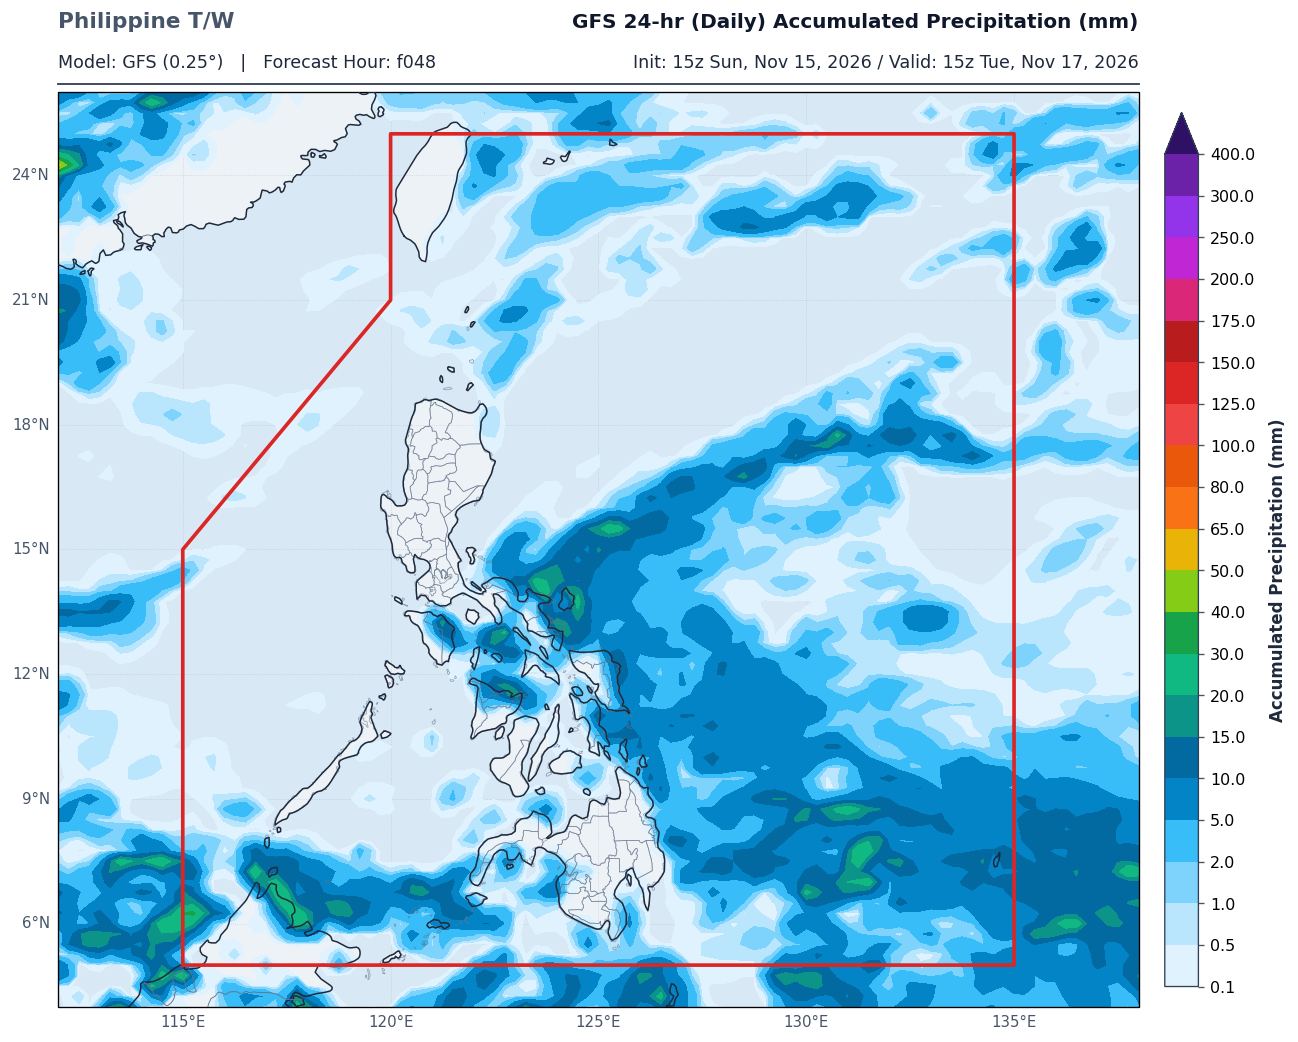 Philippine T/W
GFS 24-hr (Daily) Accumulated Precipitation (mm)
Model: GFS (0.25°)   |   Forecast Hour: f048
Init: 15z Sun, Nov 15, 2026 / Valid: 15z Tue, Nov 17, 2026
24°N
21°N
18°N
15°N
12°N
9°N
6°N
115°E
120°E
125°E
130°E
135°E
400.0
300.0
250.0
200.0
175.0
150.0
125.0
100.0
80.0
65.0
50.0
40.0
30.0
20.0
15.0
10.0
5.0
2.0
1.0
0.5
0.1
Accumulated Precipitation (mm)